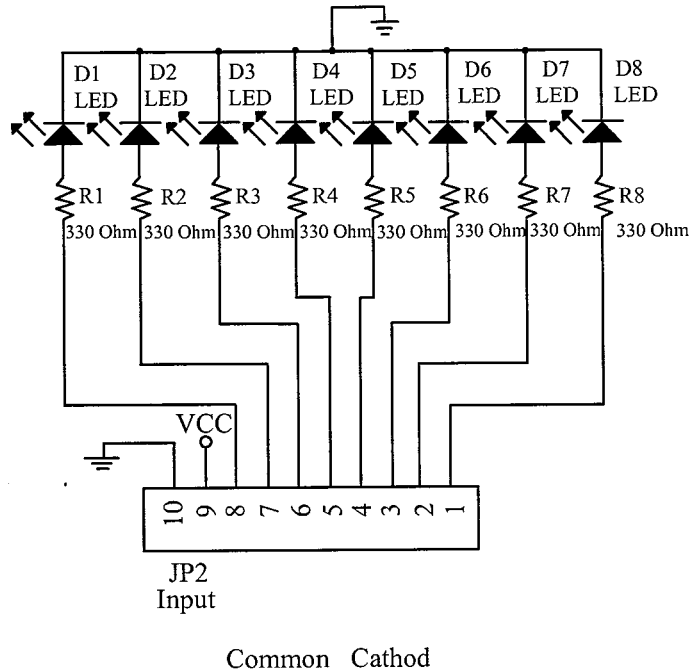 D1 D2 D3 D4 D5 D6 D7 D8
LED LED LED LED LED LED LED LED
R1 R2 R3 R4 R5 R6 R7 R8
330 Ohm 330 Ohm 330 Ohm 330 Ohm 330 Ohm 330 Ohm 330 Ohm 330 Ohm
VCC
10 9 8 7 6 5 4 3 2 1
JP2
Input
Common Cathod